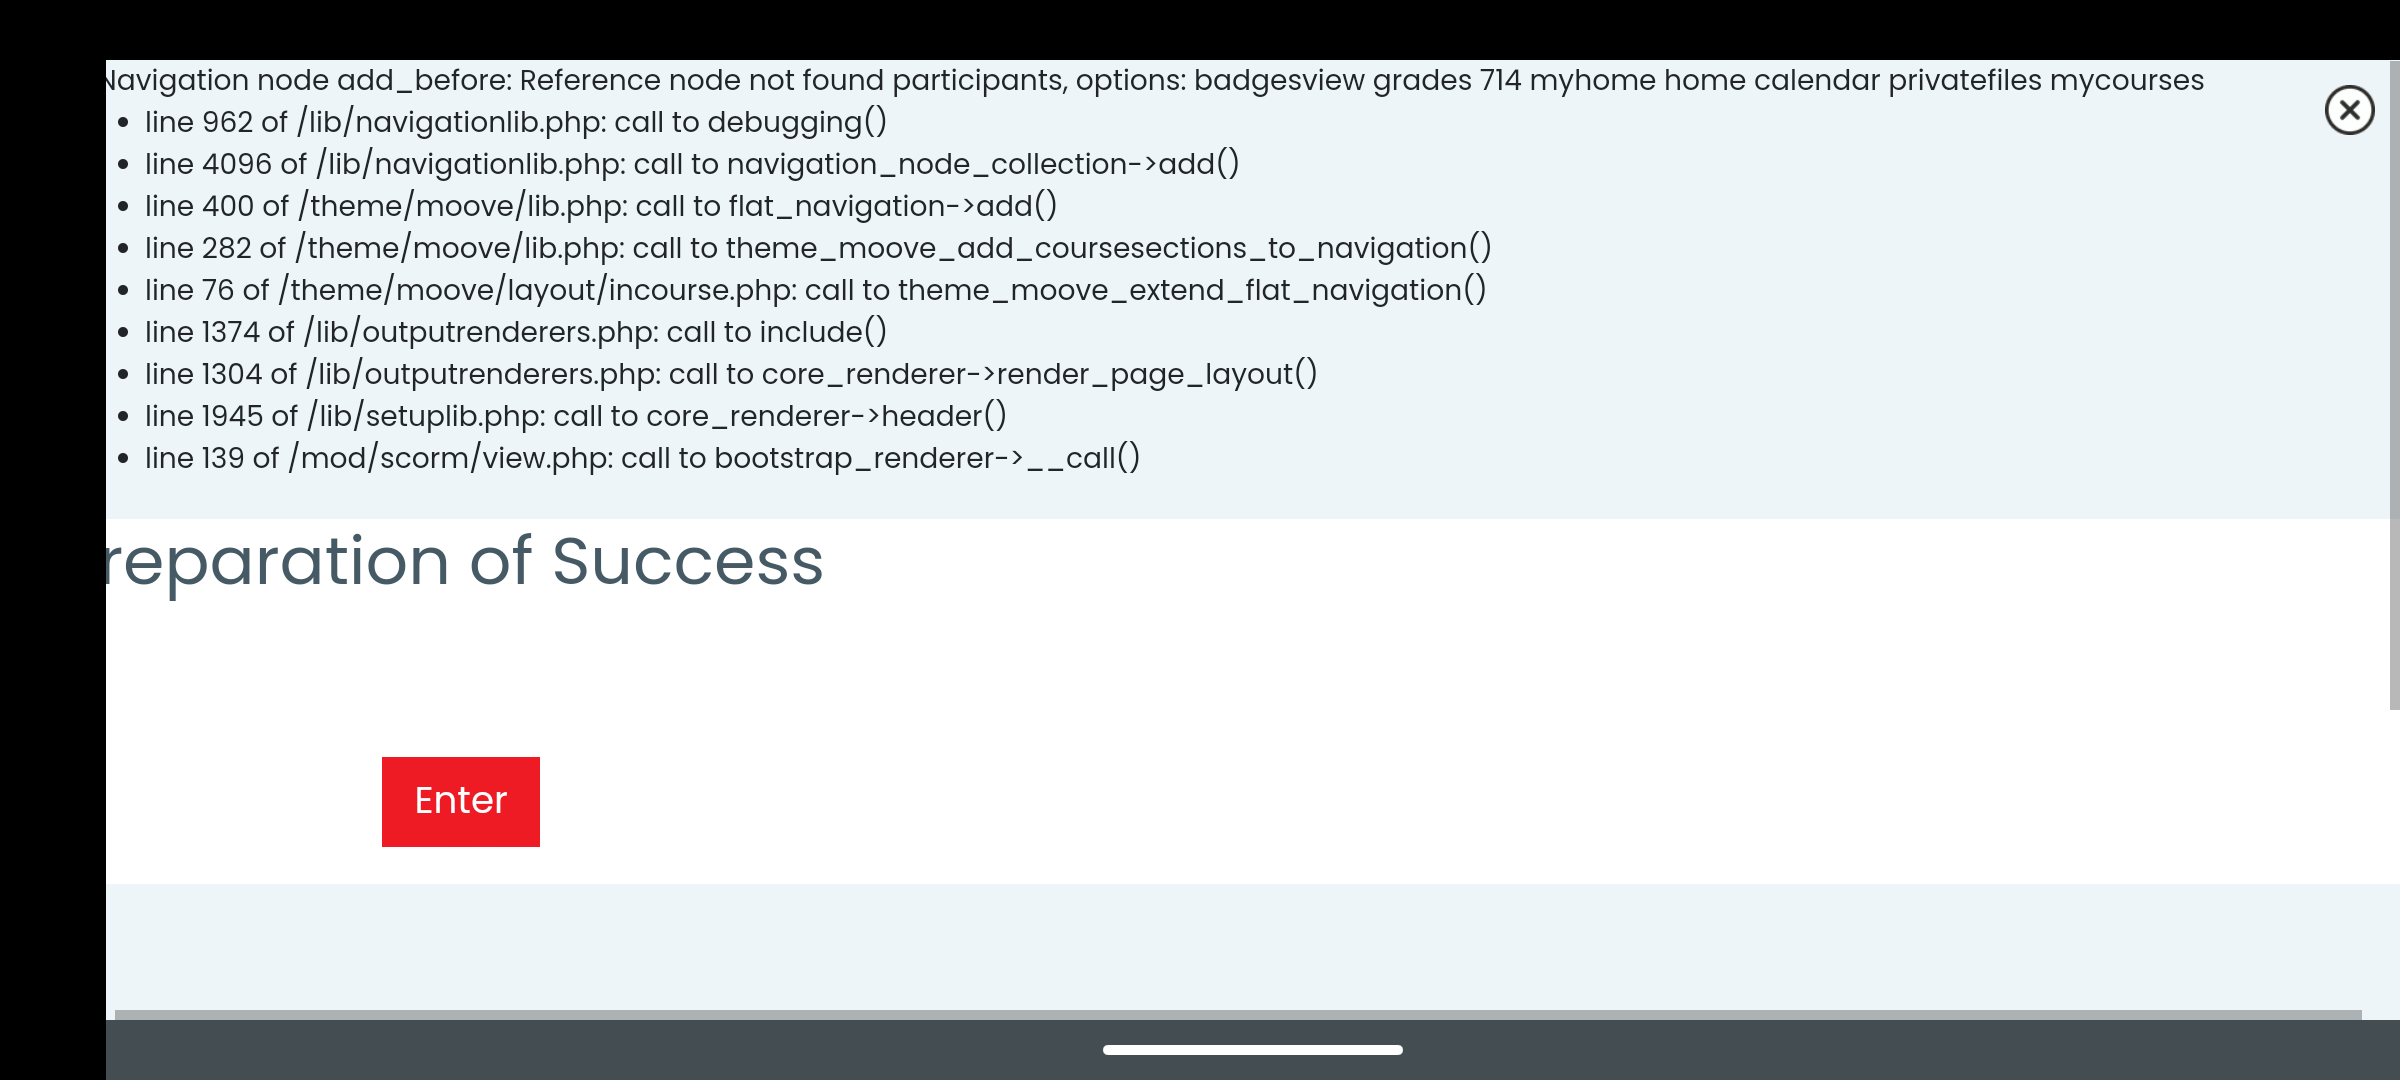 Navigation node add_before: Reference node not found participants, options: badgesview grades 714 myhome home calendar privatefiles mycourses
• line 962 of /lib/navigationlib.php: call to debugging()
• line 4096 of /lib/navigationlib.php: call to navigation_node_collection->add()
• line 400 of /theme/moove/lib.php: call to flat_navigation->add()
• line 282 of /theme/moove/lib.php: call to theme_moove_add_coursesections_to_navigation()
• line 76 of /theme/moove/layout/incourse.php: call to theme_moove_extend_flat_navigation()
• line 1374 of /lib/outputrenderers.php: call to include()
• line 1304 of /lib/outputrenderers.php: call to core_renderer->render_page_layout()
• line 1945 of /lib/setuplib.php: call to core_renderer->header()
• line 139 of /mod/scorm/view.php: call to bootstrap_renderer->__call()
reparation of Success
Enter